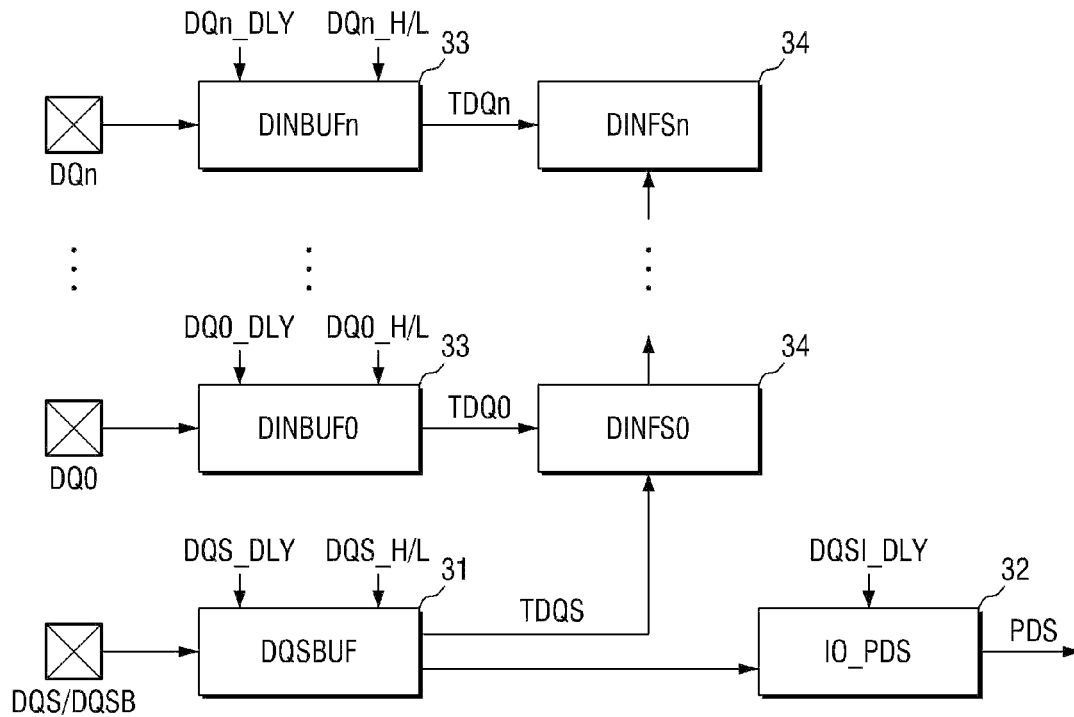 DQn_DLY DQn_H/L 33 34
DINBUFn TDQn DINFSn
DQn
DQ0_DLY DQ0_H/L 33 34
DINBUF0 TDQ0 DINFS0
DQ0
DQS_DLY DQS_H/L 31 DQSI_DLY 32
TDQS
DQSBUF IO_PDS PDS
DQS/DQSB